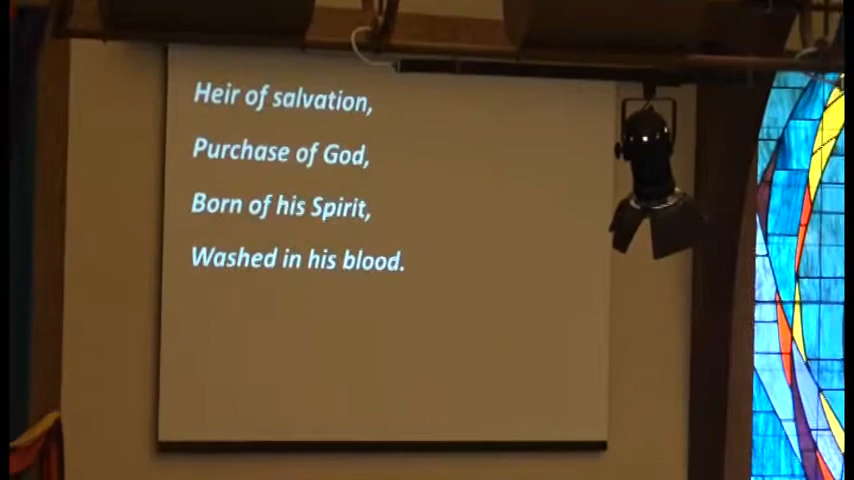 Heir of salvation,
Purchase of God,
Born of his Spirit,
Washed in his blood.